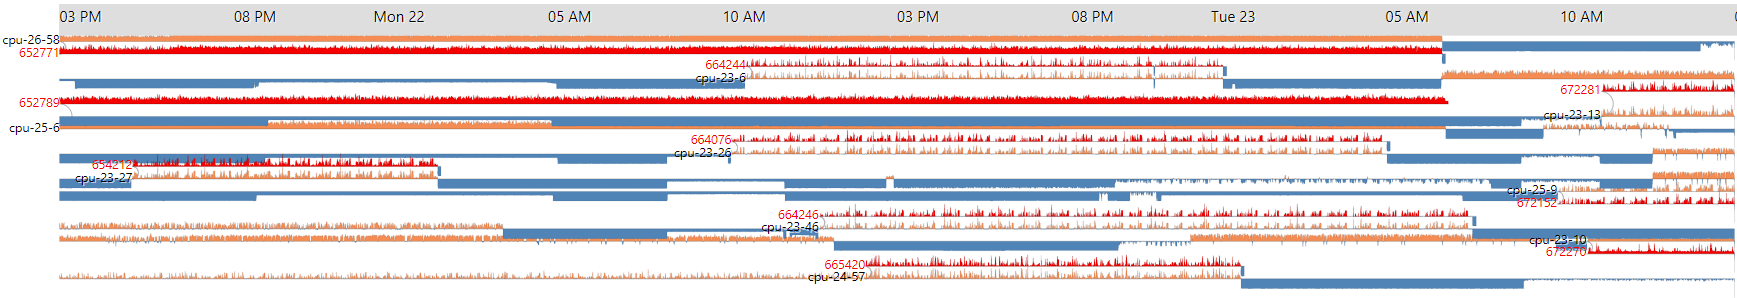 03 PM 08 PM Mon 22 05 AM 10 AM 03 PM 08 PM Tue 23 05 AM 10 AM
cpu-26-58
652771
664244
cpu-23-6
652789
672281
cpu-23-13
cpu-25-6
664076
cpu-23-26
654212
cpu-23-27
cpu-25-9
672152
664246
cpu-23-46
cpu-23-10
672270
665420
cpu-24-57